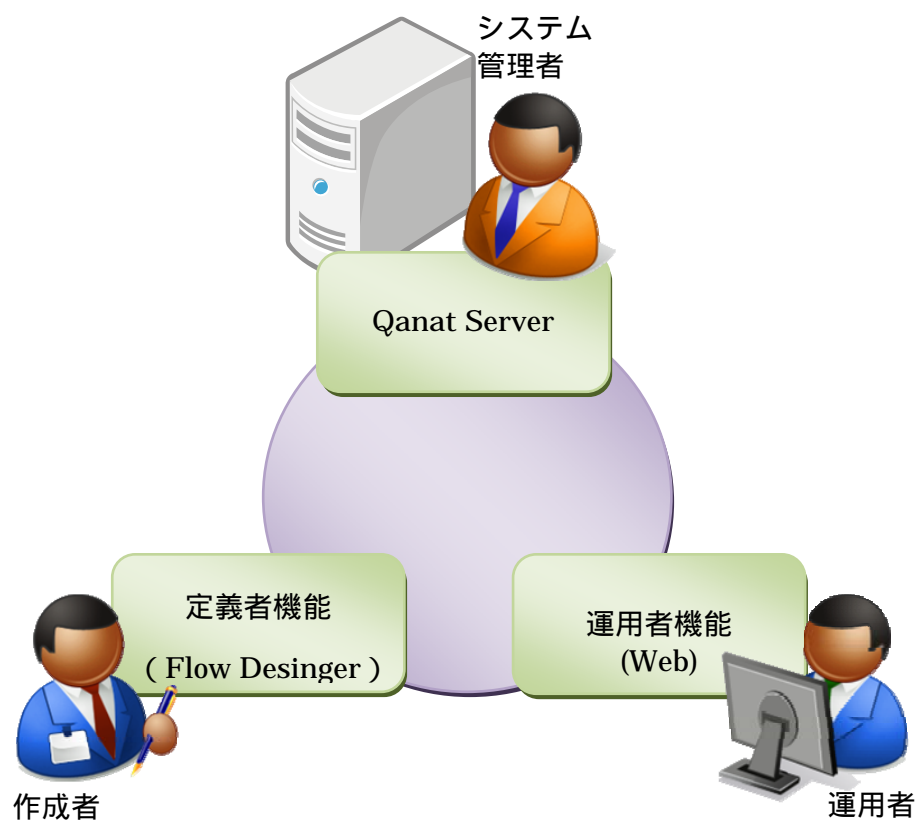 システム
管理者
Qanat Server
定義者機能
( Flow Desinger )
運用者機能
(Web)
作成者
運用者